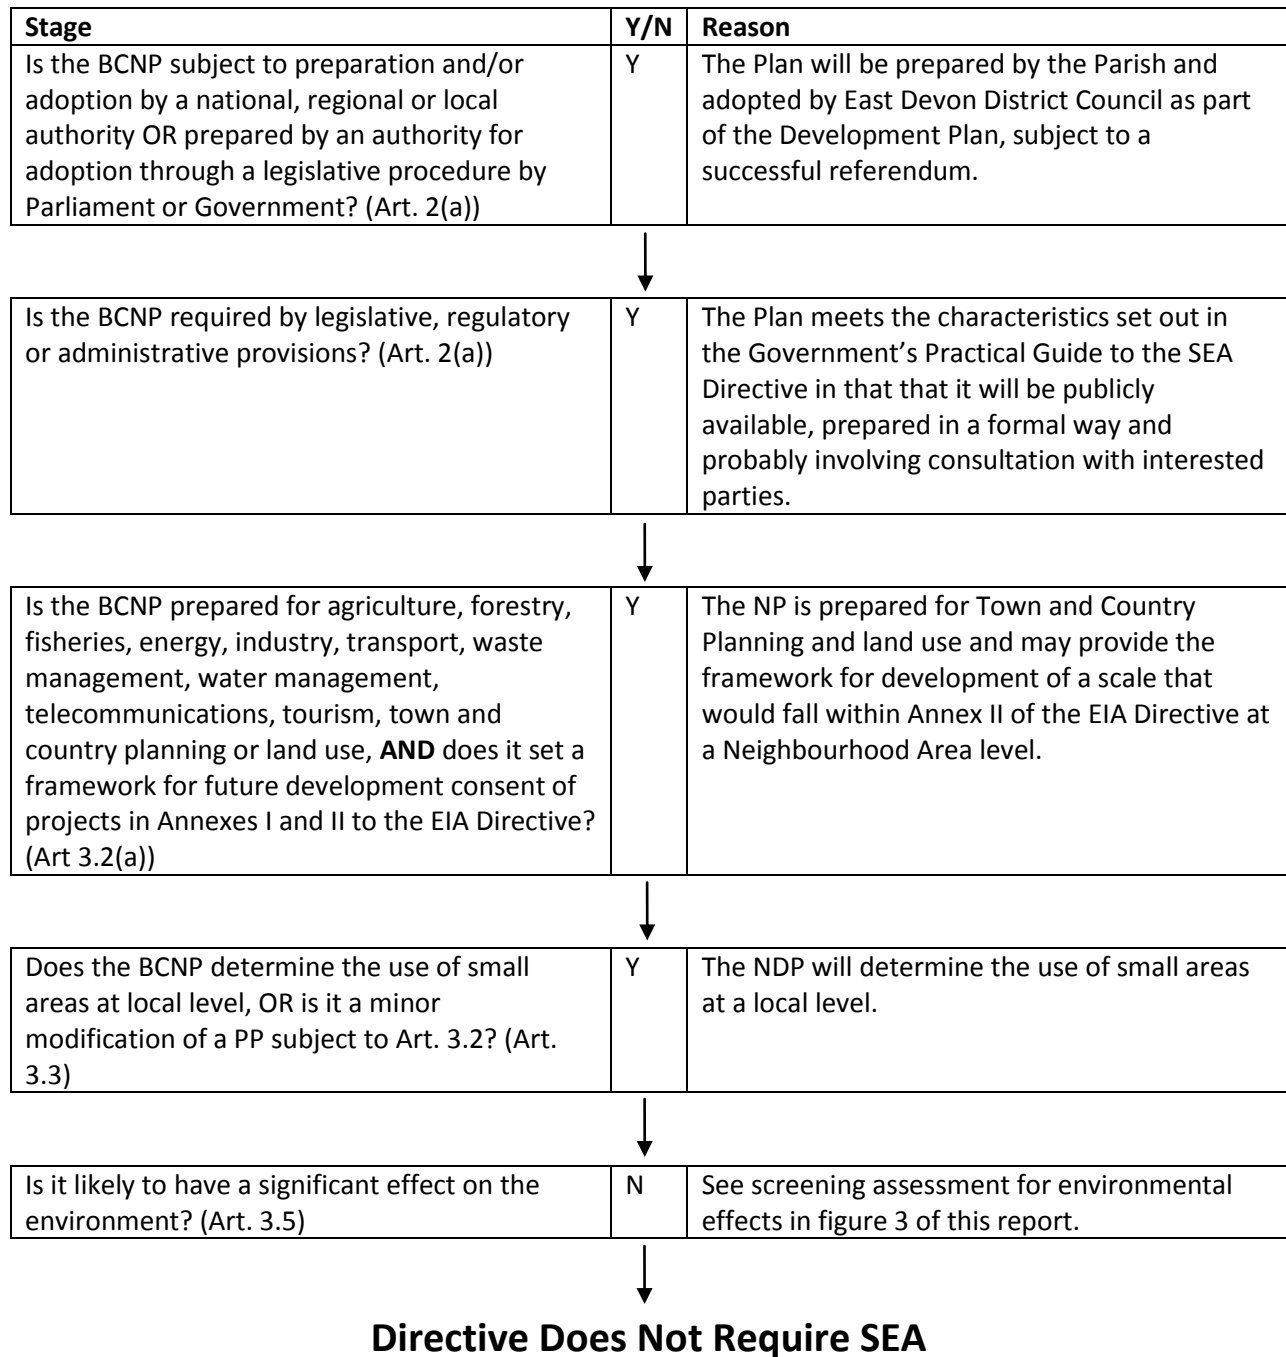 Stage Y/N Reason
Is the BCNP subject to preparation and/or
adoption by a national, regional or local
authority OR prepared by an authority for
adoption through a legislative procedure by
Parliament or Government? (Art. 2(a))
Y
The Plan will be prepared by the Parish and
adopted by East Devon District Council as part
of the Development Plan, subject to a
successful referendum.
Is the BCNP required by legislative, regulatory
or administrative provisions? (Art. 2(a))
Y
The Plan meets the characteristics set out in
the Government’s Practical Guide to the SEA
Directive in that that it will be publicly
available, prepared in a formal way and
probably involving consultation with interested
parties.
Is the BCNP prepared for agriculture, forestry,
fisheries, energy, industry, transport, waste
management, water management,
telecommunications, tourism, town and
country planning or land use, AND does it set a
framework for future development consent of
projects in Annexes I and II to the EIA Directive?
(Art 3.2(a))
Y
The NP is prepared for Town and Country
Planning and land use and may provide the
framework for development of a scale that
would fall within Annex II of the EIA Directive at
a Neighbourhood Area level.
Does the BCNP determine the use of small
areas at local level, OR is it a minor
modification of a PP subject to Art. 3.2? (Art.
3.3)
Y
The NDP will determine the use of small areas
at a local level.
Is it likely to have a significant effect on the
environment? (Art. 3.5)
N
See screening assessment for environmental
effects in figure 3 of this report.
Directive Does Not Require SEA